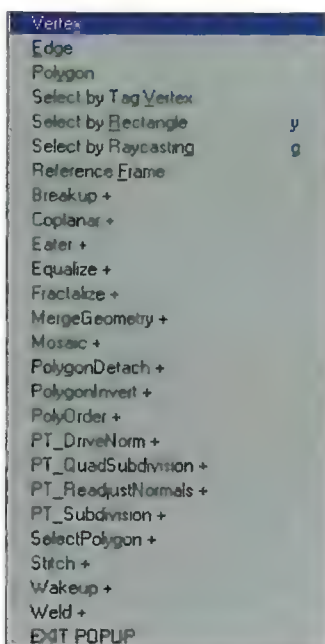 Vertex
Edge
Polygon
Select by Tag Vertex
Select by Rectangle y
Select by Raycasting g
Reference Frame
Breakup +
Coplanar +
Eater +
Equalize +
Fractalize +
MergeGeometry +
Mosaic +
PolygonDetach +
PolygonInvert +
PolyOrder +
PT_DriveNorm +
PT_QuadSubdivision +
PT_ReadjustNormals +
PT_Subdivision +
SelectPolygon +
Stitch +
Wakeup +
Weld +
EXIT POPUP